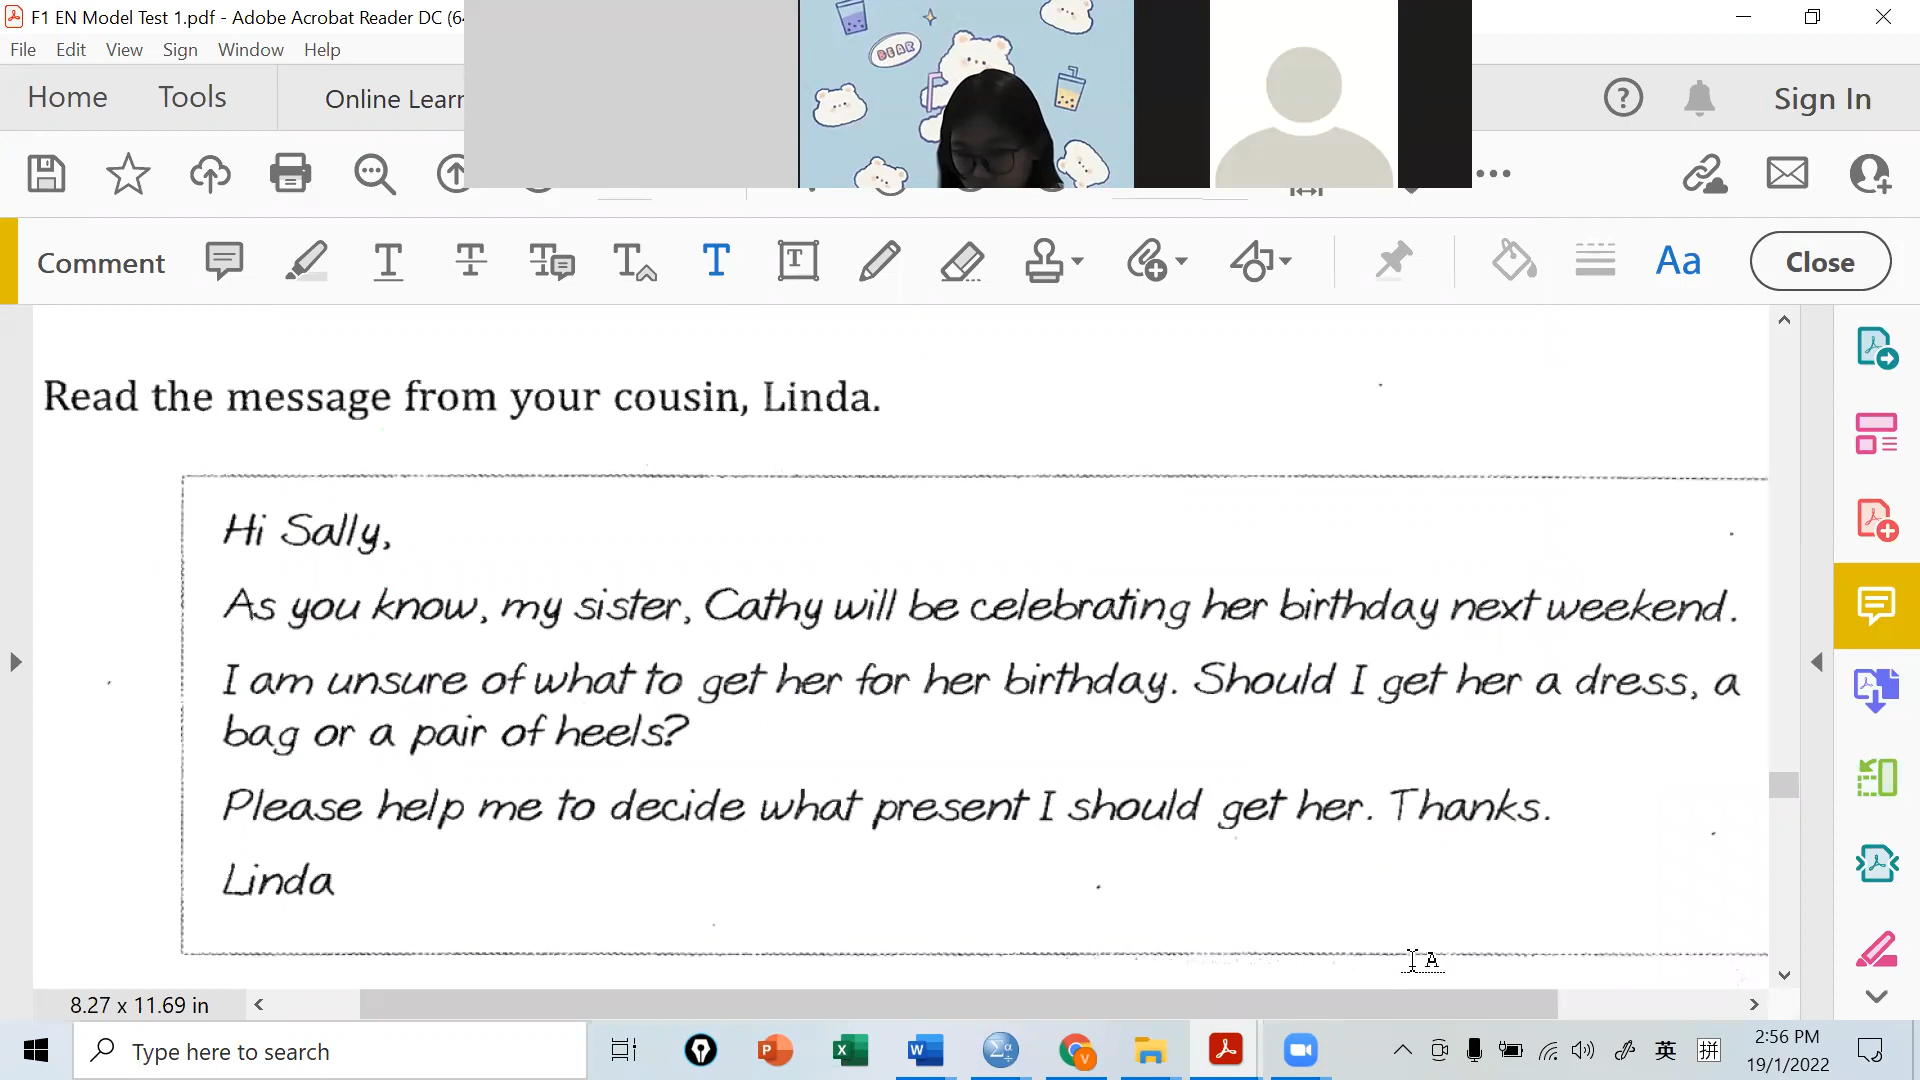 F1 EN Model Test 1.pdf - Adobe Acrobat Reader DC (64
File Edit View Sign Window Help
BEAR
Home Tools Online Learn
Sign In
Comment
Aa Close
Read the message from your cousin, Linda.
Hi Sally,
As you know, my sister, Cathy will be celebrating her birthday next weekend.
I am unsure of what to get her for her birthday. Should I get her a dress, a
bag or a pair of heels?
Please help me to decide what present I should get her. Thanks.
Linda
8.27 x 11.69 in
Type here to search
英 拼
2:56 PM
19/1/2022